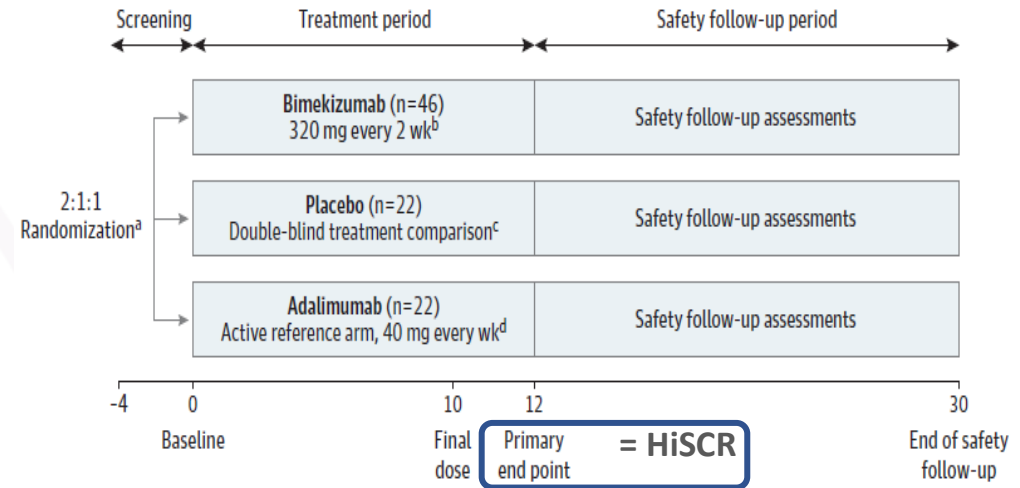 Screening Treatment period Safety follow-up period
Bimekizumab (n=46)
320 mg every 2 wkb
Safety follow-up assessments
2:1:1
Randomizationa
Placebo (n=22)
Double-blind treatment comparisonc
Safety follow-up assessments
Adalimumab (n=22)
Active reference arm, 40 mg every wkd
Safety follow-up assessments
-4 0 10 12 30
Baseline
Final
dose
Primary
end point
= HiSCR
End of safety
follow-up